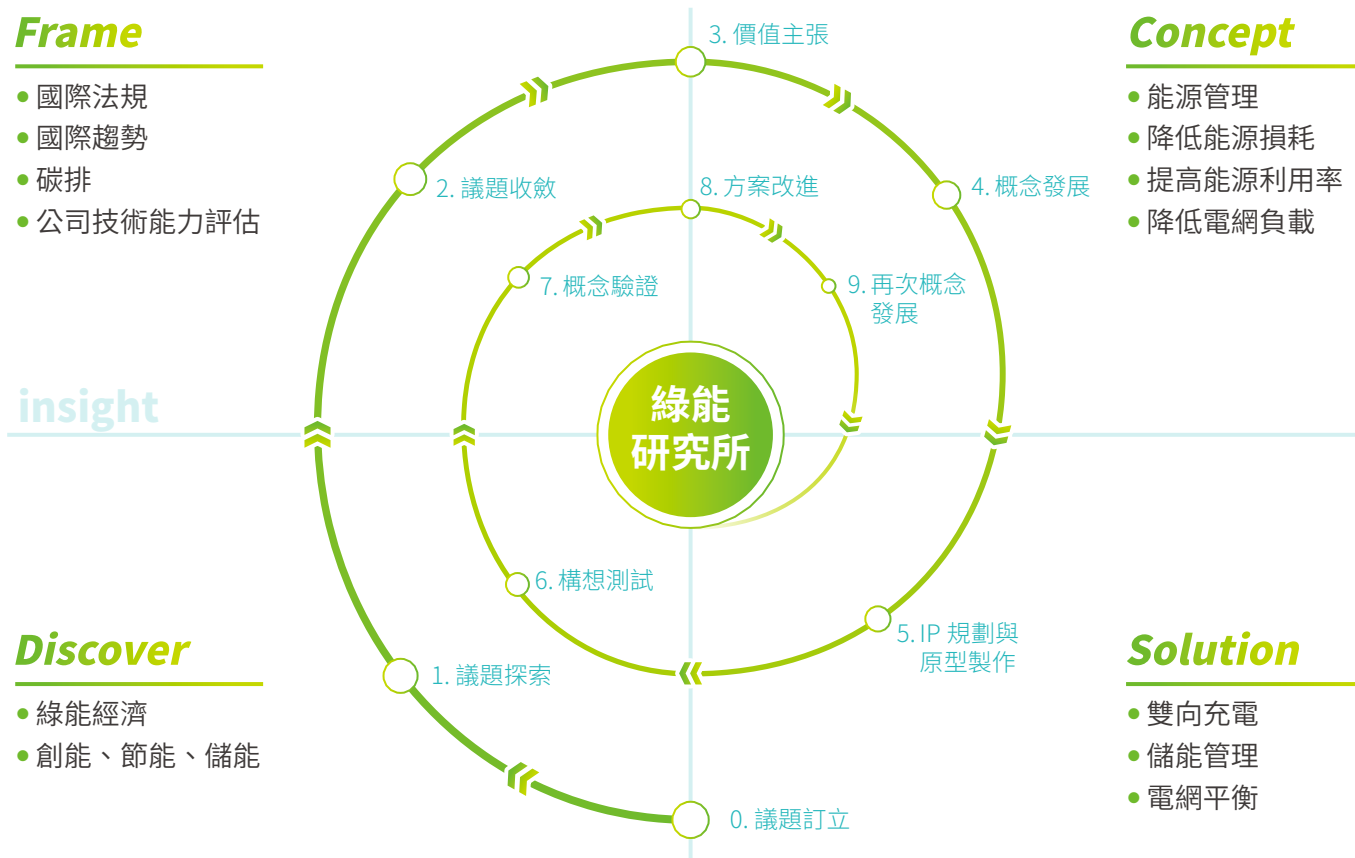 Frame
• 國際法規
• 國際趨勢
• 碳排
• 公司技術能力評估
Concept
• 能源管理
• 降低能源損耗
• 提高能源利用率
• 降低電網負載
insight
Discover
• 綠能經濟
• 創能、節能、儲能
Solution
• 雙向充電
• 儲能管理
• 電網平衡
綠能
研究所
0. 議題訂立
1. 議題探索
2. 議題收斂
3. 價值主張
4. 概念發展
5. IP 規劃與
原型製作
6. 構想測試
7. 概念驗證
8. 方案改進
9. 再次概念
發展